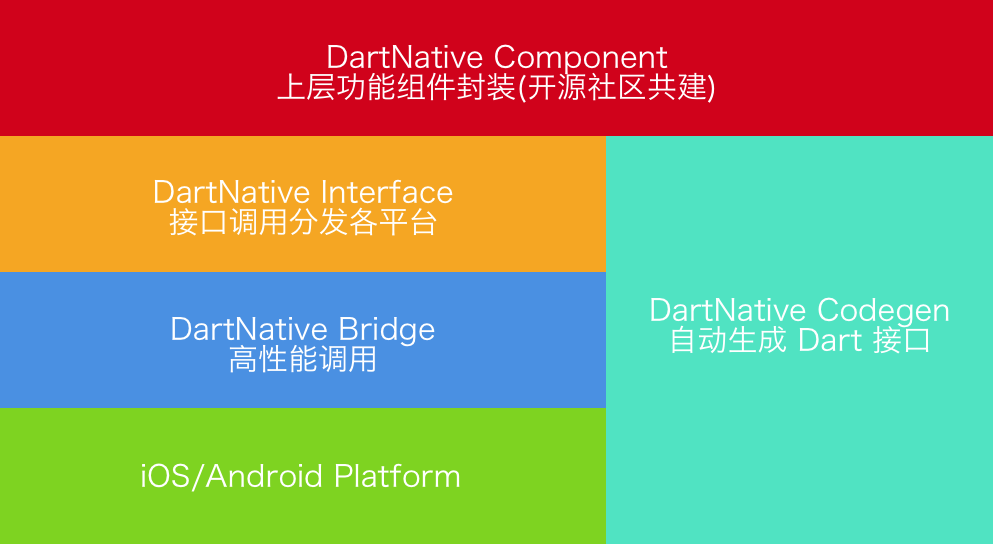 DartNative Component
上层功能组件封装(开源社区共建)
DartNative Interface
接口调用分发各平台
DartNative Bridge
高性能调用
iOS/Android Platform
DartNative Codegen
自动生成 Dart 接口